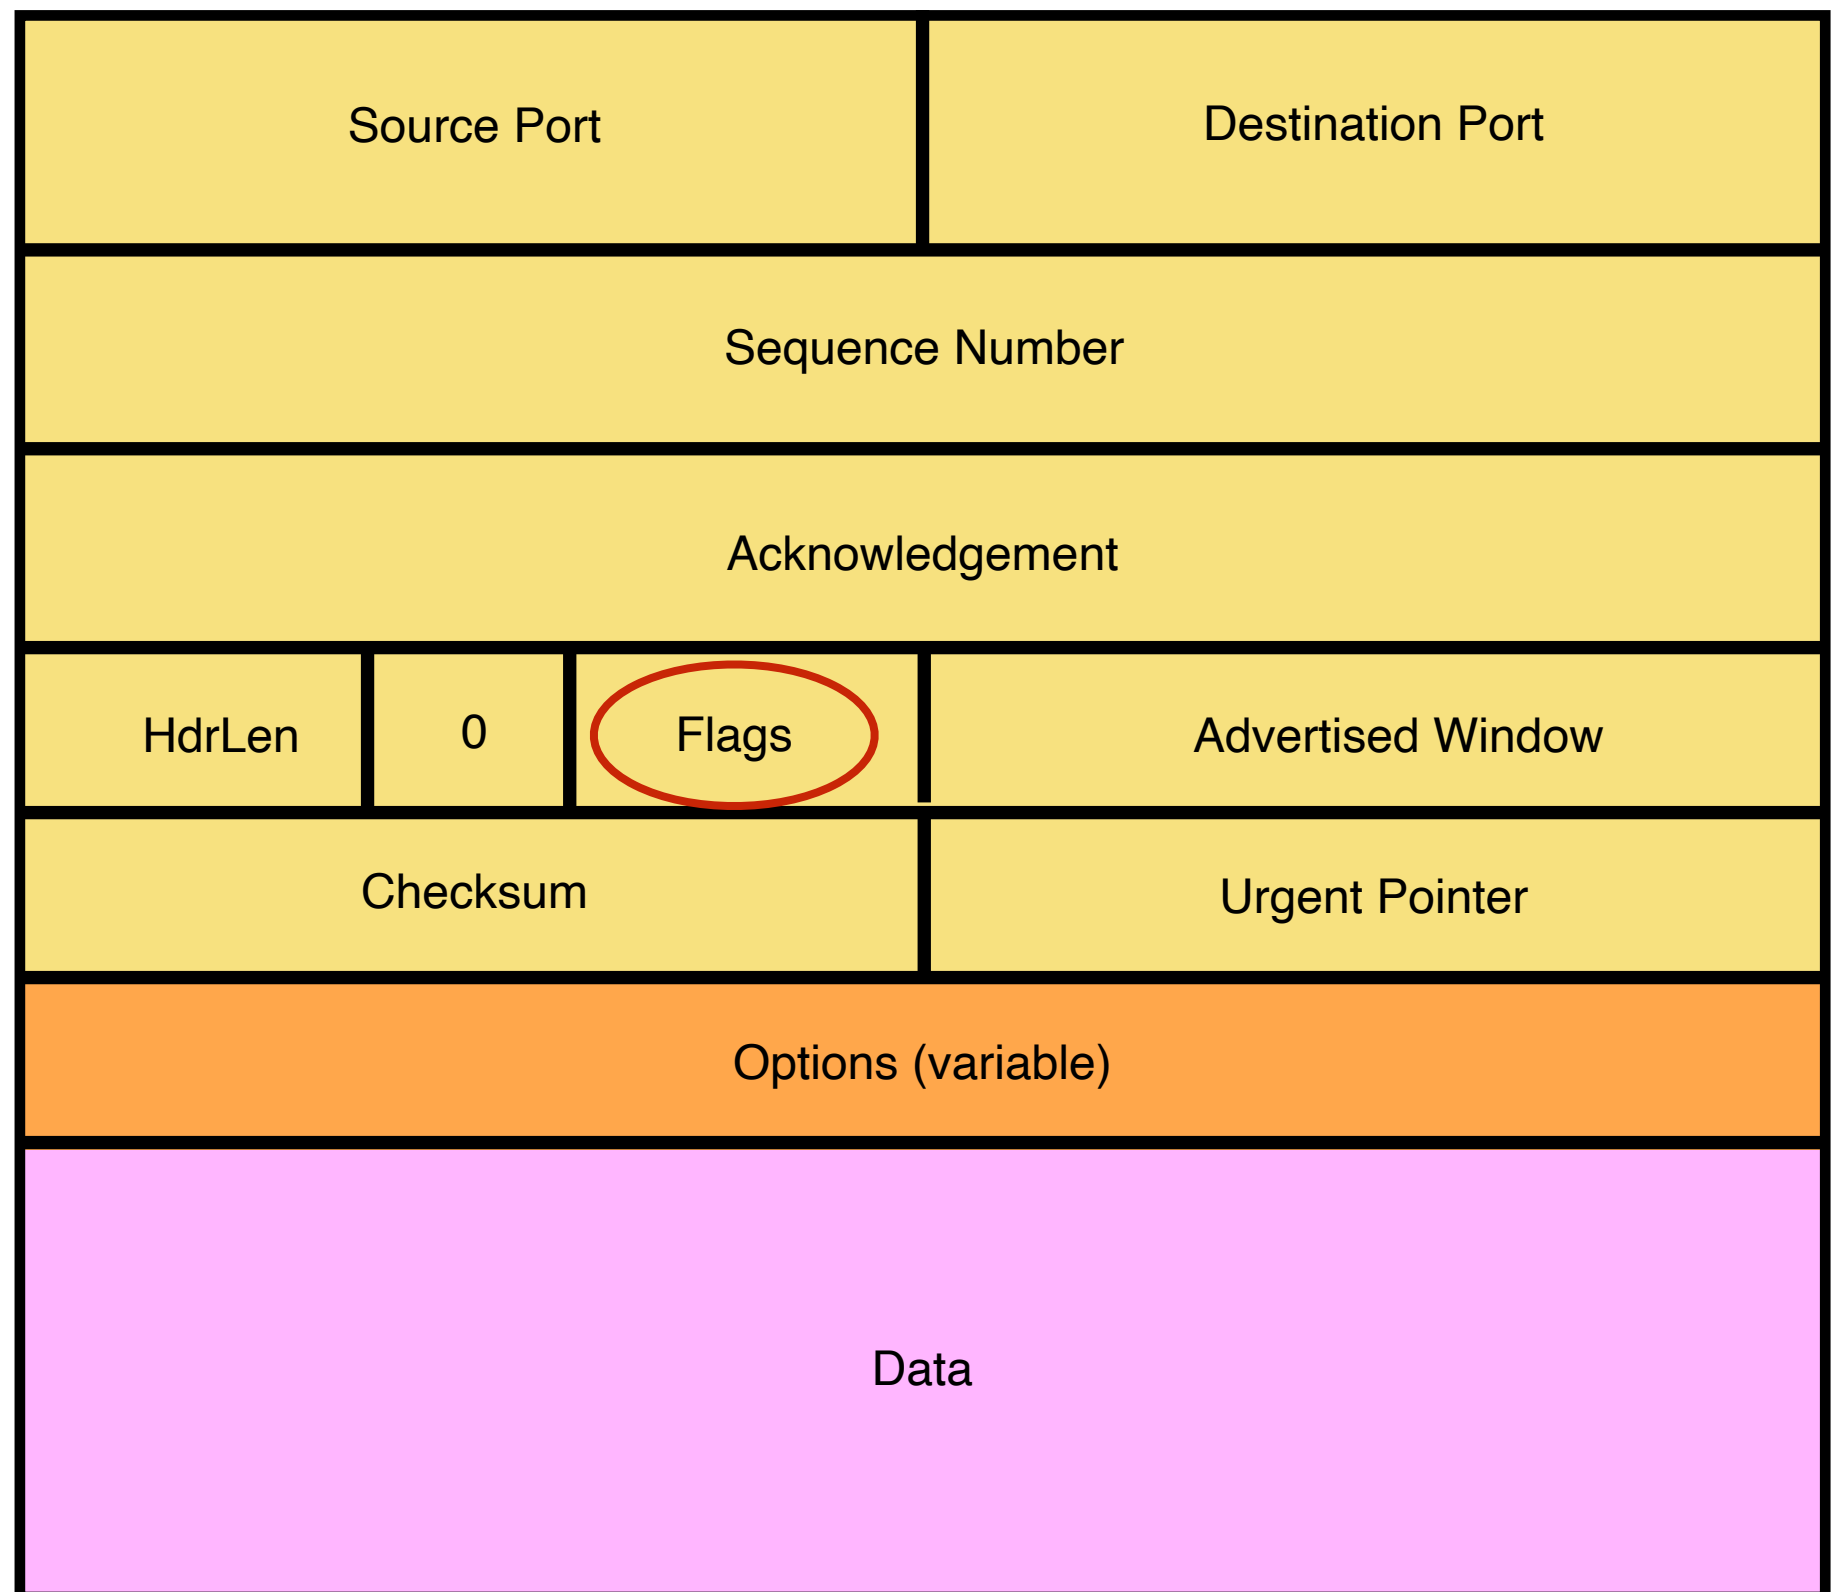 Source Port
Destination Port
Sequence Number
Acknowledgement
HdrLen
0
Flags
Advertised Window
Checksum
Urgent Pointer
Options (variable)
Data